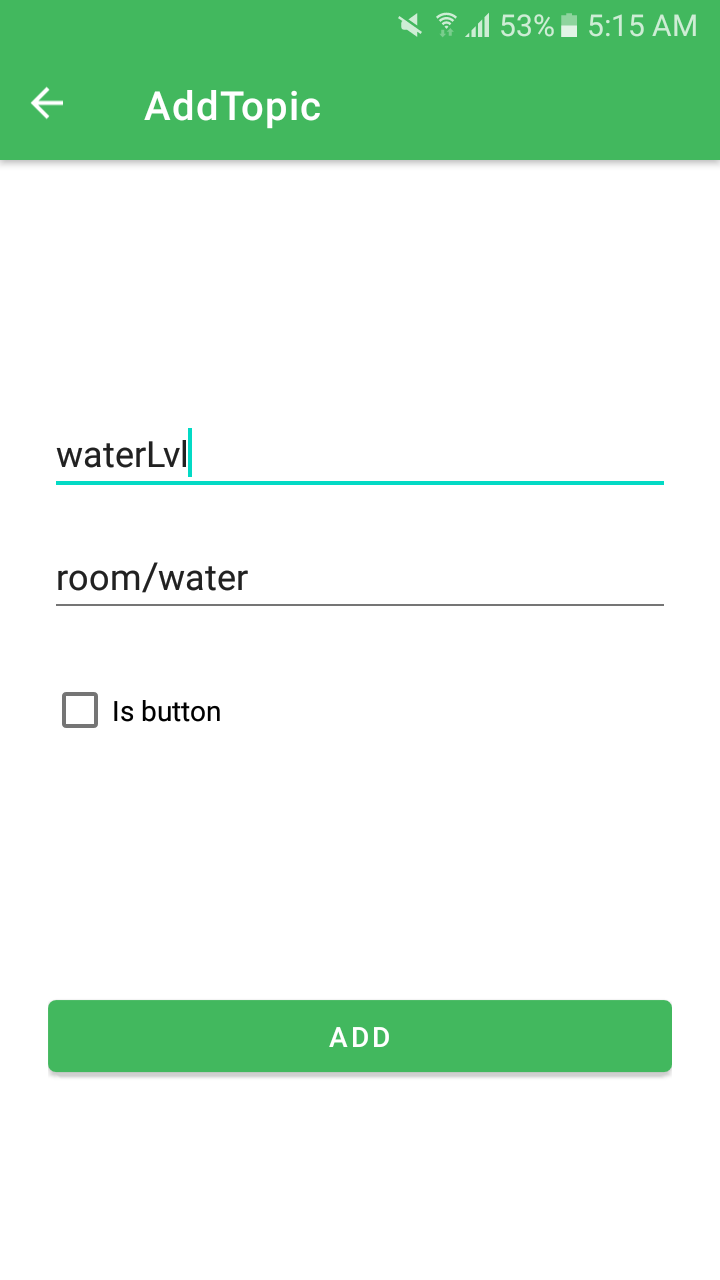 53% 5:15 AM
AddTopic
waterLvl
room/water
Is button
ADD